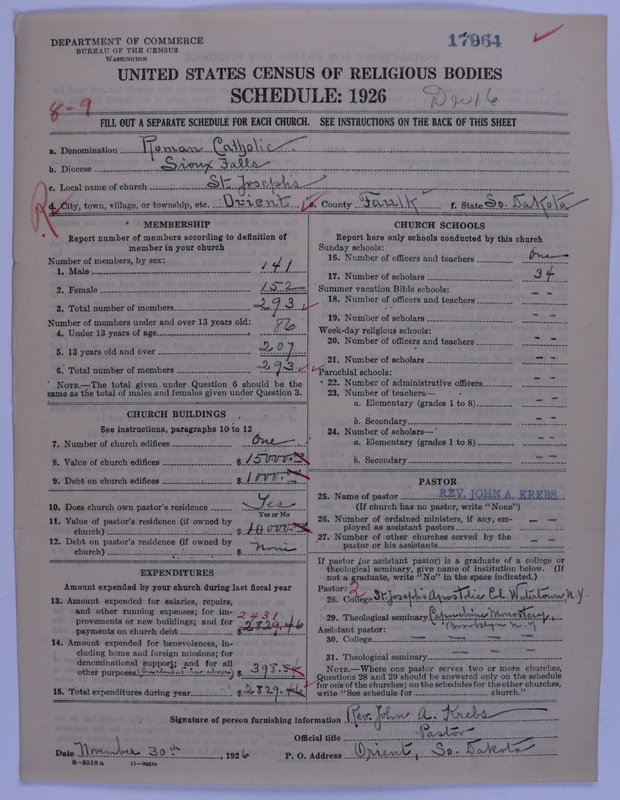 DEPARTMENT OF COMMERCE
BUREAU OF THE CENSUS
WASHINGTON
17964
UNITED STATES CENSUS OF RELIGIOUS BODIES
SCHEDULE: 1926
Dec 16
8-9
FILL OUT A SEPARATE SCHEDULE FOR EACH CHURCH. SEE INSTRUCTIONS ON THE BACK OF THIS SHEET
a. Denomination Roman Catholic
b. Diocese Sioux Falls
c. Local name of church St. Josephs
R
d. City, town, village, or township, etc. Orient e. County Faulk f. State So. Dakota
MEMBERSHIP
Report number of members according to definition of
member in your church
Number of members, by sex:
1. Male 141
2. Female 152
3. Total number of members 293
Number of members under and over 13 years old:
4. Under 13 years of age 86
5. 13 years old and over 207
6. Total number of members 293
NOTE.—The total given under Question 6 should be the
same as the total of males and females given under Question 3.
CHURCH BUILDINGS
See instructions, paragraphs 10 to 12
7. Number of church edifices One
8. Value of church edifices $ 15000.
9. Debt on church edifices $ 1000.
10. Does church own pastor's residence Yes
Yes or No
11. Value of pastor's residence (if owned by
church) $ 10000.
12. Debt on pastor's residence (if owned by
church) $ None
EXPENDITURES
Amount expended by your church during last fiscal year
13. Amount expended for salaries, repairs,
and other running expenses; for im-
provements or new buildings; and for
payments on church debt 2431 $ 2829.46
14. Amount expended for benevolences, in-
cluding home and foreign missions; for
denominational support; and for all
other purposes (included in above) $ 398.54
15. Total expenditures during year $ 2829.46
CHURCH SCHOOLS
Report here only schools conducted by this church
Sunday schools:
16. Number of officers and teachers One
17. Number of scholars 34
Summer vacation Bible schools:
18. Number of officers and teachers – –
19. Number of scholars – –
Week-day religious schools:
20. Number of officers and teachers – –
21. Number of scholars – –
Parochial schools:
22. Number of administrative officers – –
23. Number of teachers—
a. Elementary (grades 1 to 8) – –
b. Secondary – –
24. Number of scholars—
a. Elementary (grades 1 to 8) – –
b. Secondary – –
PASTOR
25. Name of pastor REV. JOHN A. KREBS
(If church has no pastor, write "None")
26. Number of ordained ministers, if any, em-
ployed as assistant pastors – –
27. Number of other churches served by the
pastor or his assistants – –
If pastor (or assistant pastor) is a graduate of a college or
theological seminary, give name of institution below. (If
not a graduate, write "No" in the space indicated.)
Pastor: 2
28. College St. Josephs Apostolic Col. Watertown N.Y.
29. Theological seminary Capuchine Monastary,
Brooklyn N.Y
Assistant pastor:
30. College – – –
31. Theological seminary – – –
NOTE.—Where one pastor serves two or more churches,
Questions 28 and 29 should be answered only on the schedule
for one of the churches; on the schedules for the other churches,
write "See schedule for church."
Signature of person furnishing information Rev. John A. Krebs
Official title Pastor
Date November 30th, 1926 P. O. Address Orient, So. Dakota
8-5518a 11-9054a